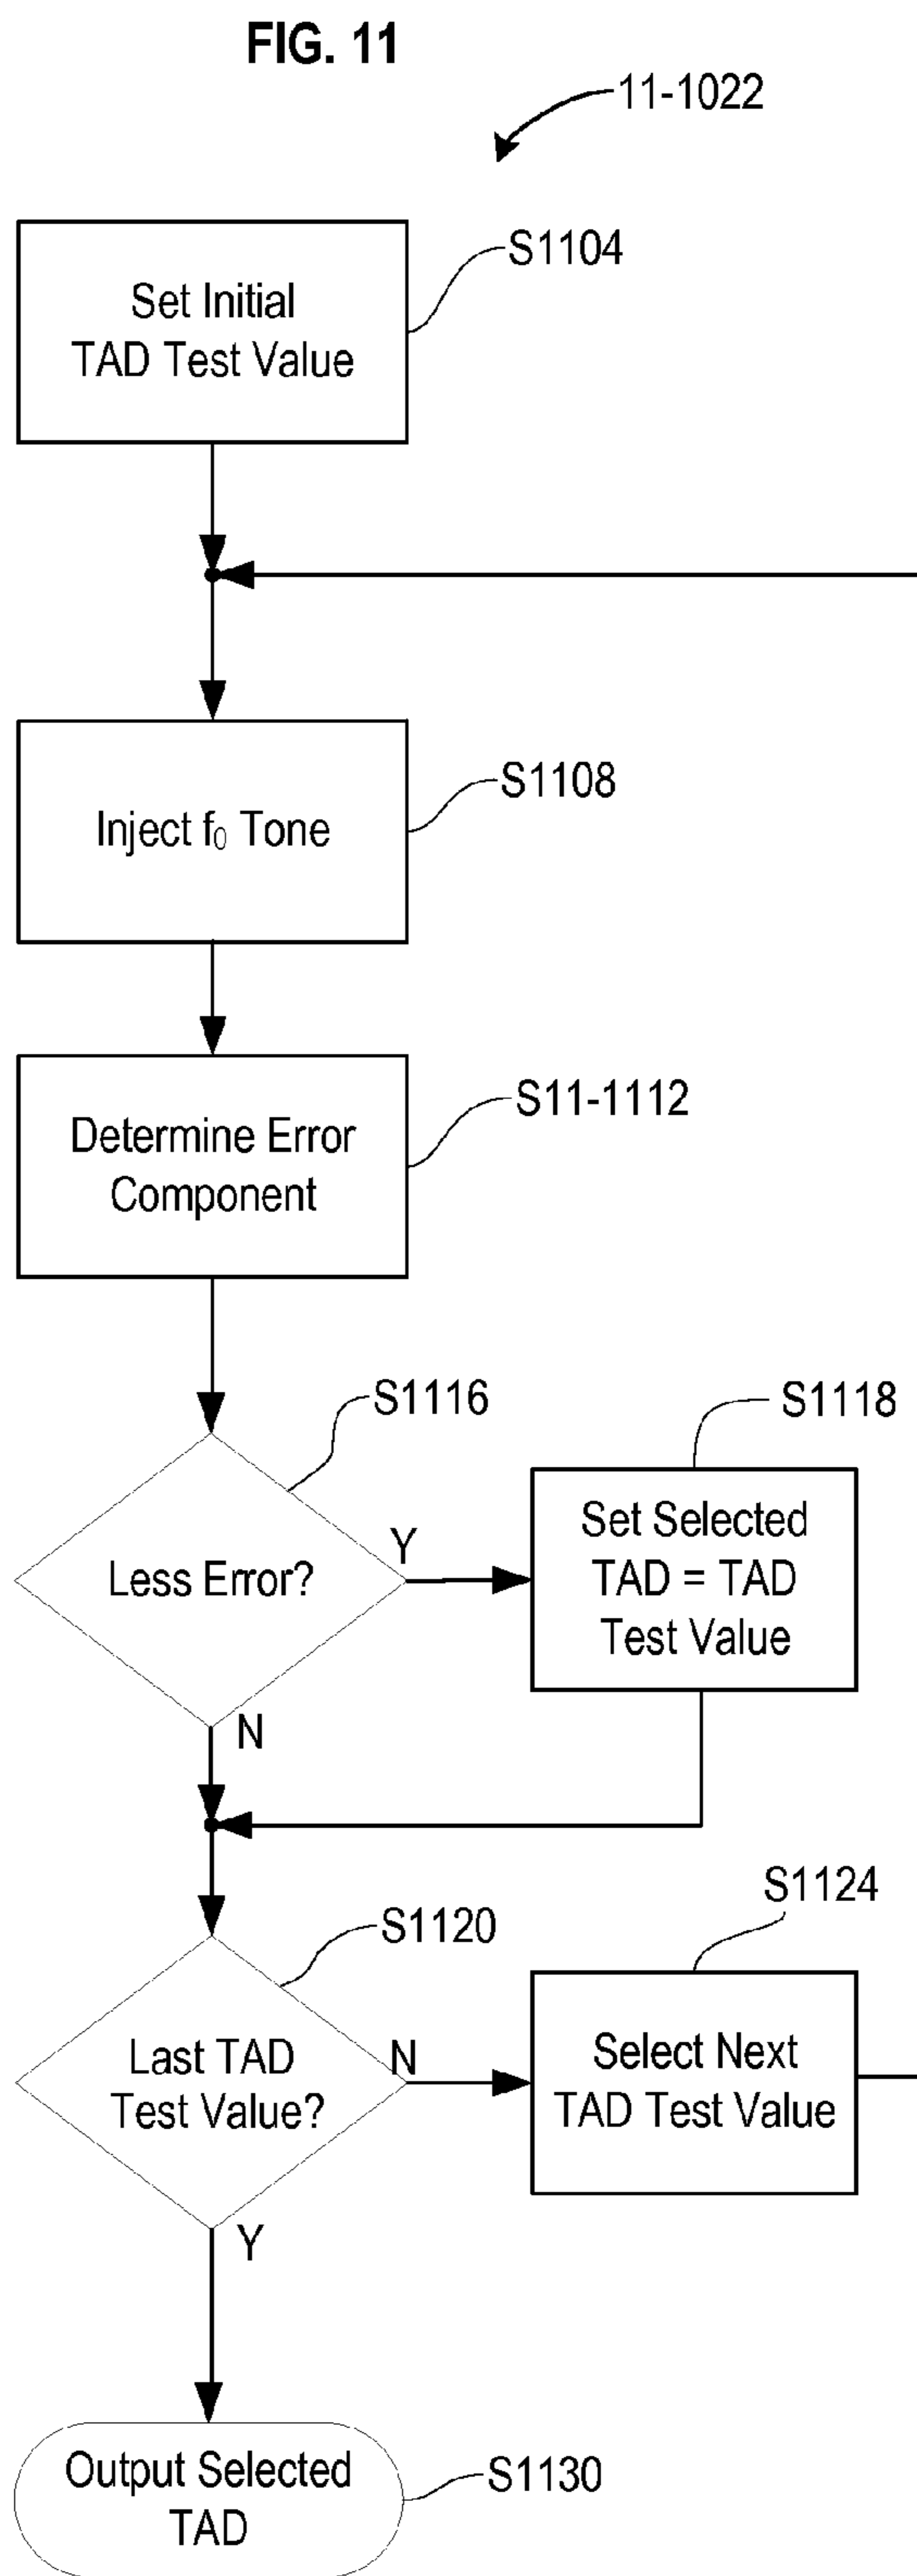 FIG. 11
11-1022
S1104
Set Initial
TAD Test Value
S1108
Inject f₀ Tone
S11-1112
Determine Error
Component
S1116
Less Error?
Y
N
S1118
Set Selected
TAD = TAD
Test Value
S1120
Last TAD
Test Value?
N
Y
S1124
Select Next
TAD Test Value
Output Selected
TAD
S1130